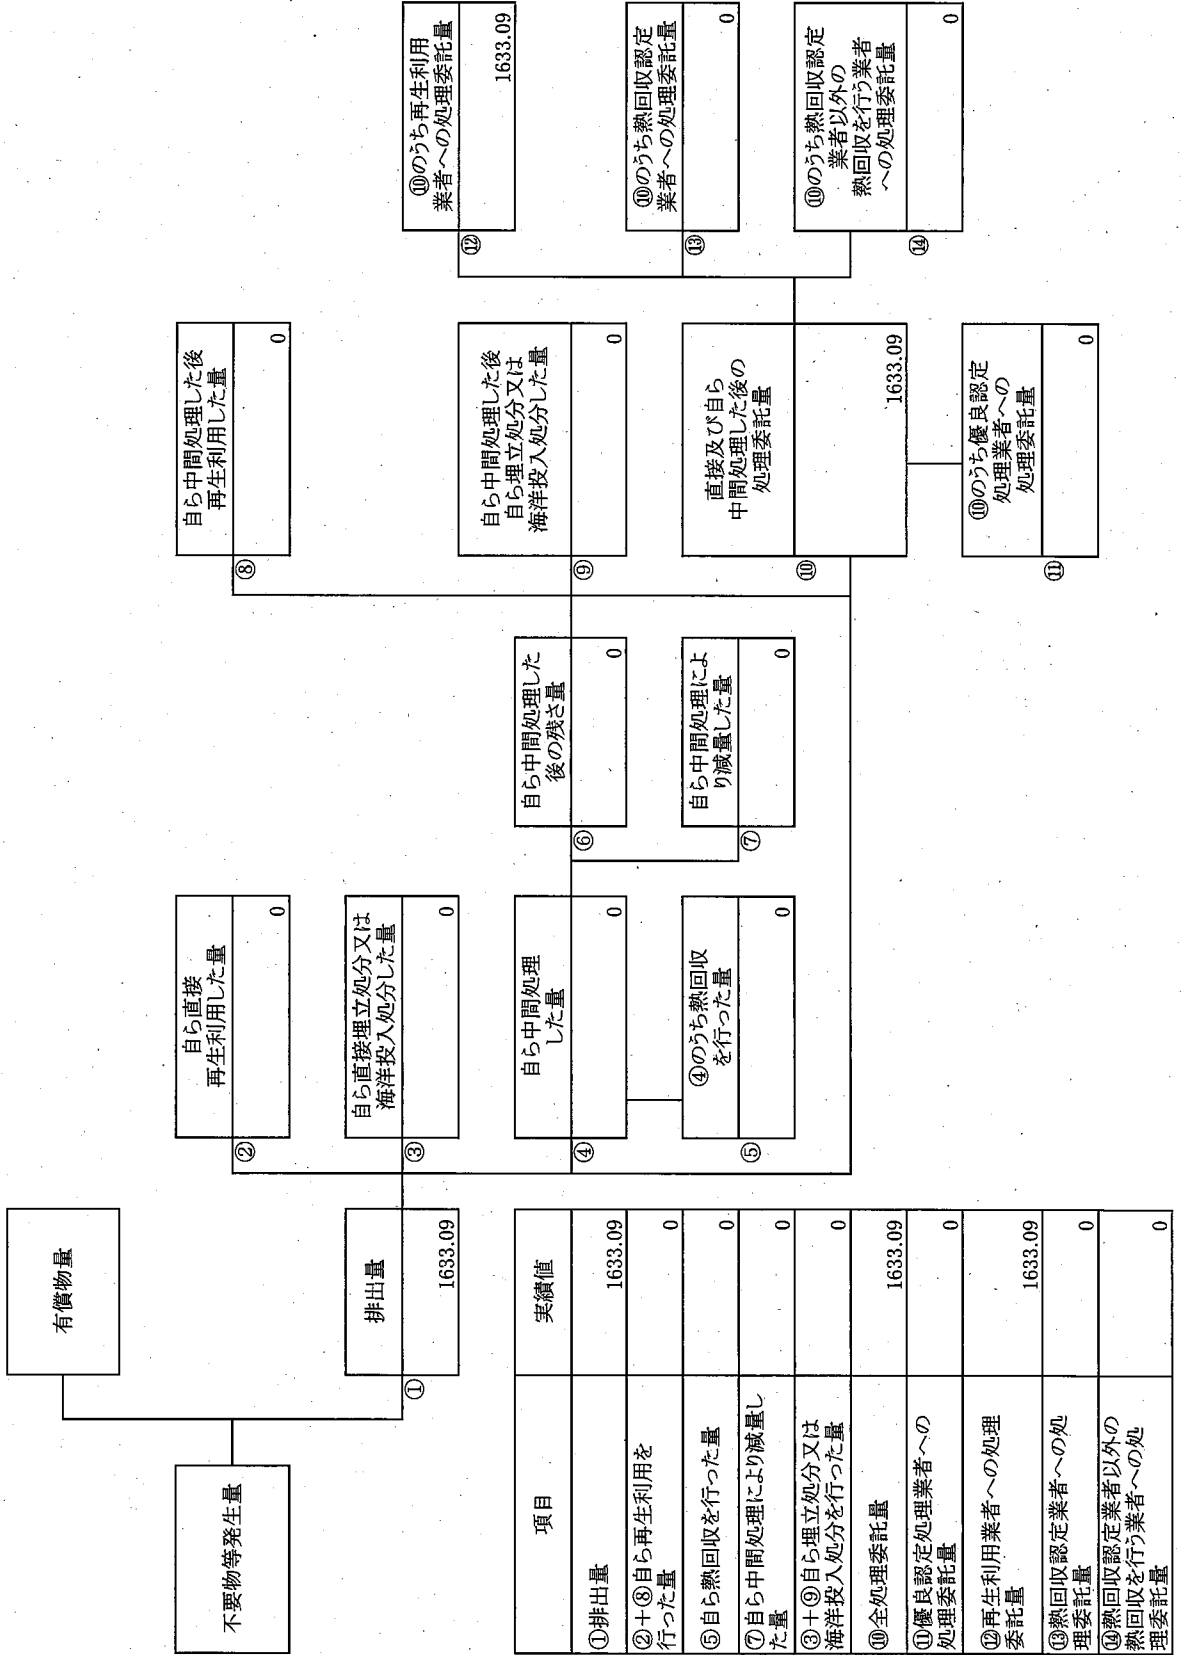 不要物等発生量
有償物量
①
排出量
1633.09
②
自ら直接
再生利用した量
0
③
自ら直接埋立処分又は
海洋投入処分した量
0
④
自ら中間処理
した量
0
⑤
④のうち熱回収
を行った量
0
⑥
自ら中間処理した
後の残さ量
0
⑦
自ら中間処理によ
り減量した量
0
⑧
自ら中間処理した後
再生利用した量
0
⑨
自ら中間処理した後
自ら埋立処分又は
海洋投入処分した量
0
⑩
直接及び自ら
中間処理した後の
処理委託量
1633.09
⑪
⑩のうち優良認定
処理業者への
処理委託量
0
⑫
⑩のうち再生利用
業者への処理委託量
1633.09
⑬
⑩のうち熱回収認定
業者への処理委託量
0
⑭
⑩のうち熱回収認定
業者以外の
熱回収を行う業者
への処理委託量
0
項目
実績値
①排出量
1633.09
②＋⑧自ら再生利用を
行った量
0
⑤自ら熱回収を行った量
0
⑦自ら中間処理により減量し
た量
0
③＋⑨自ら埋立処分又は
海洋投入処分を行った量
0
⑩全処理委託量
1633.09
⑪優良認定処理業者への
処理委託量
0
⑫再生利用業者への処理
委託量
1633.09
⑬熱回収認定業者への処
理委託量
0
⑭熱回収認定業者以外の
熱回収を行う業者への処
理委託量
0